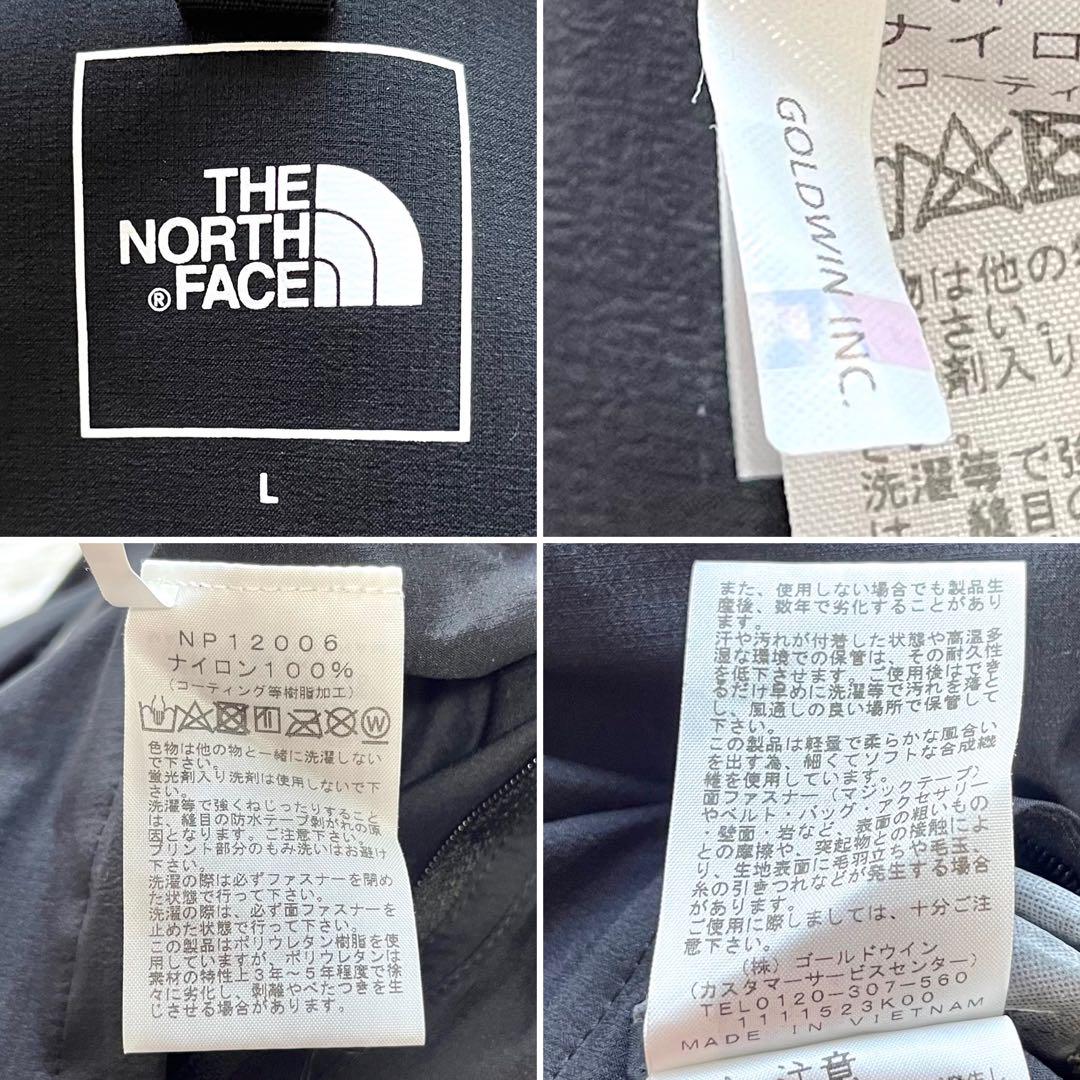 THE
NORTH
®FACE
L
ナイロ
(コーティ
GOLDWIN INC.
物は他の
さい。
剤入り
洗濯等で強
は、縫目の
NP12006
ナイロン100%
(コーティング等樹脂加工)
色物は他の物と一緒に洗濯しない
で下さい。
蛍光剤入り洗剤は使用しないで下
さい。
洗濯等で強くねじったりすること
は、縫目の防水テープ剥がれの原
因となります。ご注意下さい。
プリント部分のもみ洗いはお避け
下さい。
洗濯の際は必ずファスナーを閉め
た状態で行って下さい。
洗濯の際は、必ず面ファスナーを
止めた状態で行って下さい。
この製品はポリウレタン樹脂を使
用していますが、ポリウレタンは
素材の特性上3年～5年程度で徐
々に劣化し、剥離やべたつきを生
じさせる場合があります。
また、使用しない場合でも製品生
産後、数年で劣化することがあり
ます。
汗や汚れが付着した状態や高温多
湿な環境での保管は、その耐久性
を低下させます。ご使用後はでき
るだけ早めに洗濯等で汚れを落と
し、風通しの良い場所で保管して
下さい。
この製品は軽量で柔らかな風合い
を出す為、細くてソフトな合成繊
維を使用しています。
面ファスナー(マジックテープ)
やベルト・バッグ・アクセサリー
・壁面・岩など、表面の粗いもの
との摩擦や、突起物との接触によ
り、生地表面に毛羽立ちや毛玉、
糸の引きつれなどが発生する場合
があります。
ご使用に際しましては、十分ご注
意下さい。
(株)ゴールドウイン
(カスタマーサービスセンター)
TEL0120-307-560
1111523K00
MADE IN VIETNAM
注意